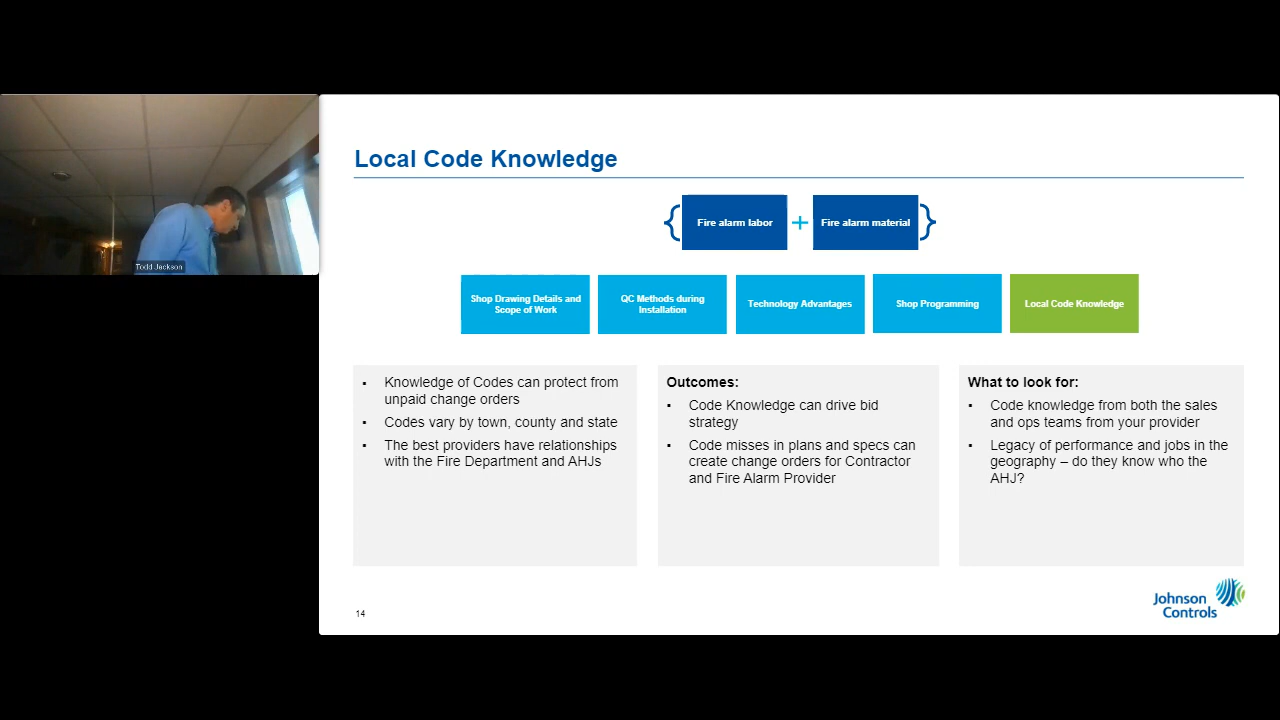 Todd Jackson
Local Code Knowledge
{ Fire alarm labor + Fire alarm material }
Shop Drawing Details and
Scope of Work
QC Methods during
Installation
Technology Advantages
Shop Programming
Local Code Knowledge
▪ Knowledge of Codes can protect from
unpaid change orders
▪ Codes vary by town, county and state
▪ The best providers have relationships
with the Fire Department and AHJs
Outcomes:
▪ Code Knowledge can drive bid
strategy
▪ Code misses in plans and specs can
create change orders for Contractor
and Fire Alarm Provider
What to look for:
▪ Code knowledge from both the sales
and ops teams from your provider
▪ Legacy of performance and jobs in the
geography – do they know who the
AHJ?
14
Johnson
Controls